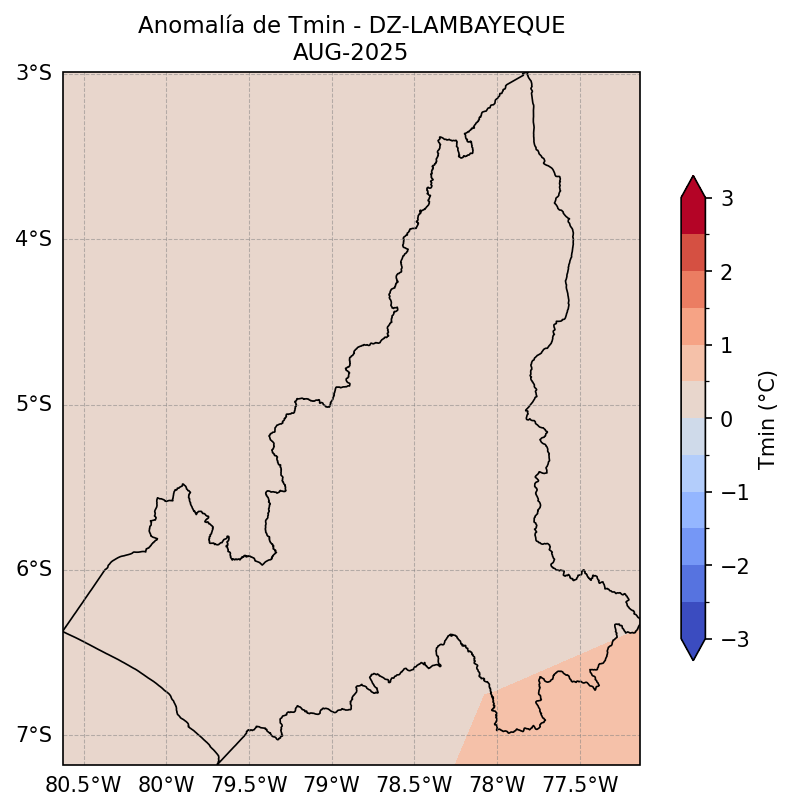 Anomalía de Tmin - DZ-LAMBAYEQUE
AUG-2025
3°S
4°S
5°S
6°S
7°S
80.5°W 80°W 79.5°W 79°W 78.5°W 78°W 77.5°W
3
2
1
0
−1
−2
−3
Tmin (°C)